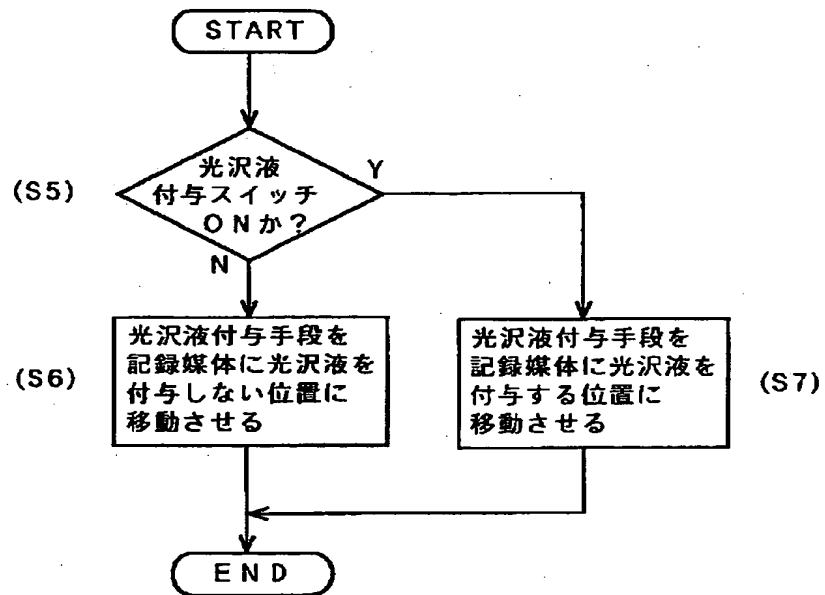 START
(S5)
光沢液
付与スイッチ
ONか?
Y
N
(S6)
光沢液付与手段を
記録媒体に光沢液を
付与しない位置に
移動させる
光沢液付与手段を
記録媒体に光沢液を
付与する位置に
移動させる
(S7)
END